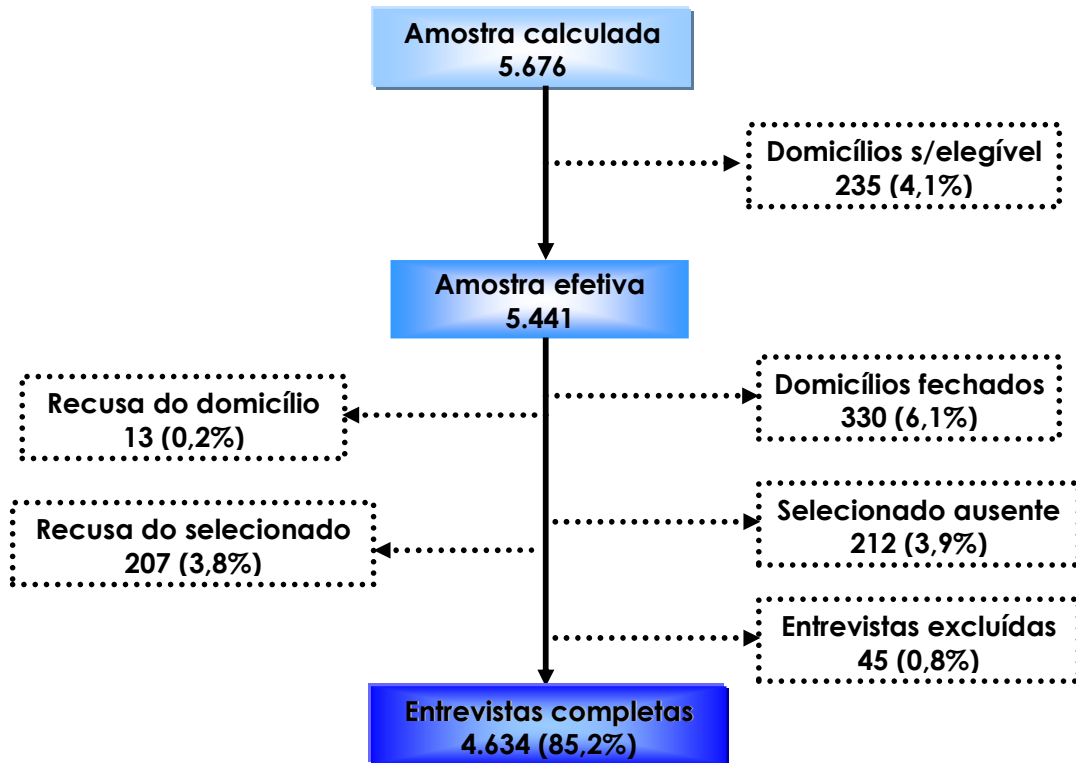 Amostra calculada
5.676
Domicílios s/elegível
235 (4,1%)
Amostra efetiva
5.441
Recusa do domicílio
13 (0,2%)
Domicílios fechados
330 (6,1%)
Recusa do selecionado
207 (3,8%)
Selecionado ausente
212 (3,9%)
Entrevistas excluídas
45 (0,8%)
Entrevistas completas
4.634 (85,2%)